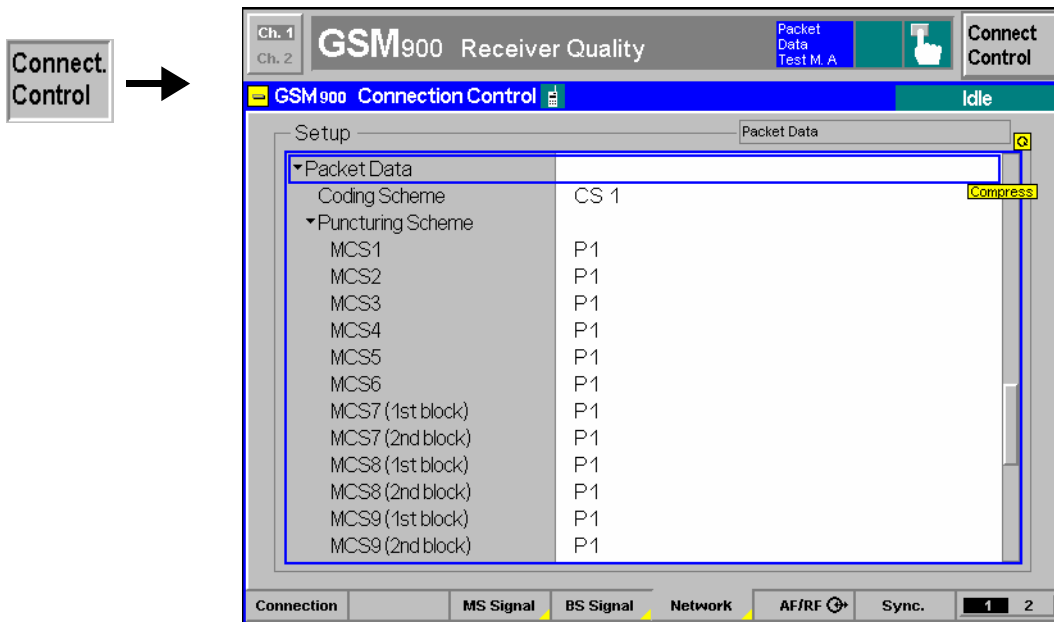 Connect.
Control
Ch. 1
Ch. 2
GSM900 Receiver Quality
Packet
Data
Test M. A
Connect
Control
GSM900 Connection Control
Idle
Setup
Packet Data
Packet Data
Compress
Coding Scheme CS 1
Puncturing Scheme
MCS1 P1
MCS2 P1
MCS3 P1
MCS4 P1
MCS5 P1
MCS6 P1
MCS7 (1st block) P1
MCS7 (2nd block) P1
MCS8 (1st block) P1
MCS8 (2nd block) P1
MCS9 (1st block) P1
MCS9 (2nd block) P1
Connection MS Signal BS Signal Network AF/RF Sync. 1 2